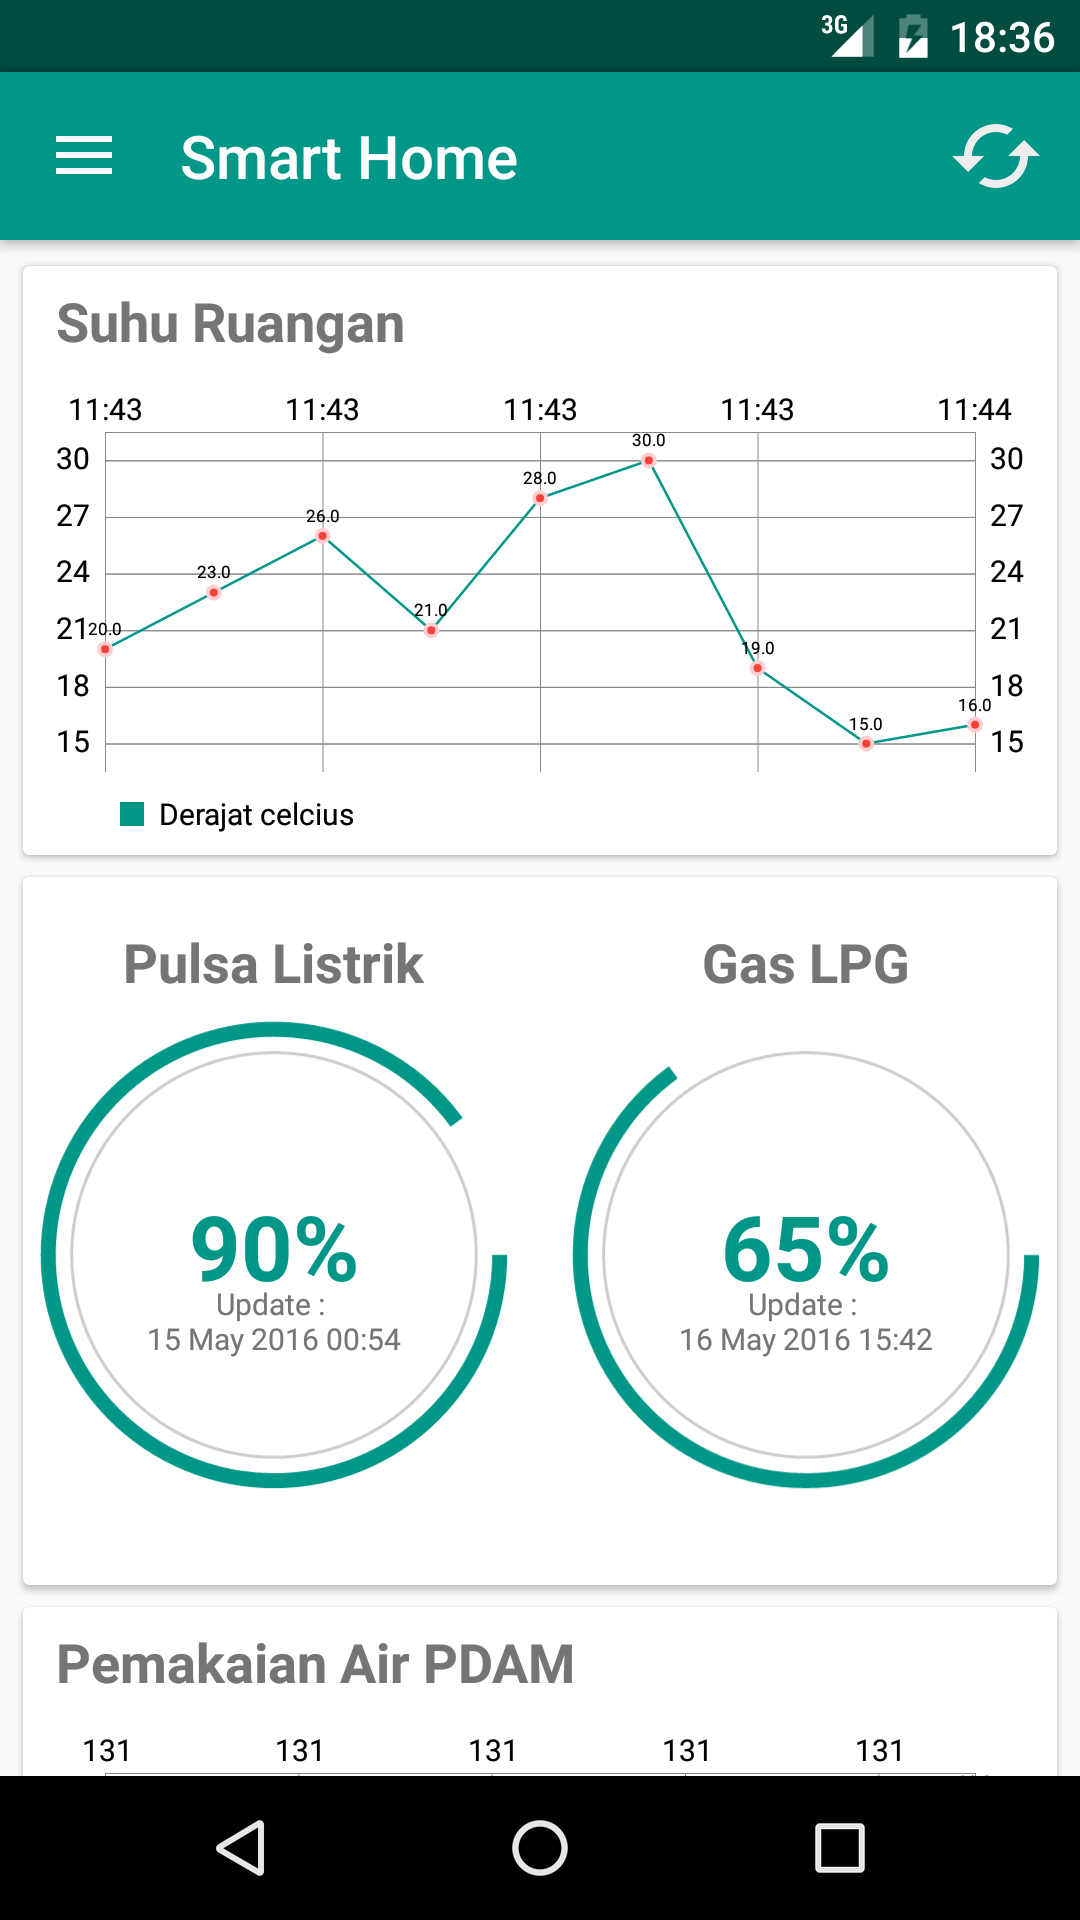 3G 18:36
Smart Home
Suhu Ruangan
11:43 11:43 11:43 11:43 11:44
30.0
30 30
28.0
27 26.0 27
24 23.0 24
21 20.0 21.0 21
19.0
18 18
16.0
15.0
15 15
Derajat celcius
Pulsa Listrik Gas LPG
90% 65%
Update : Update :
15 May 2016 00:54 16 May 2016 15:42
Pemakaian Air PDAM
131 131 131 131 131